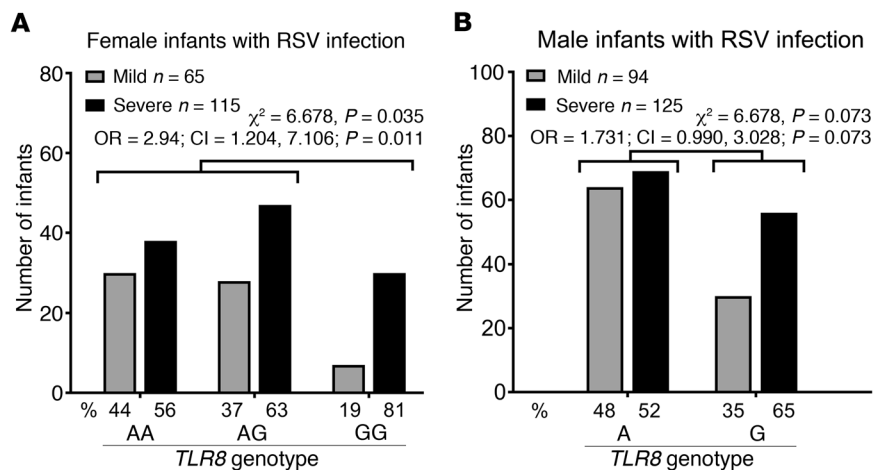 A
Female infants with RSV infection
Mild n = 65
Severe n = 115
χ² = 6.678, P = 0.035
OR = 2.94; CI = 1.204, 7.106; P = 0.011
Number of infants
80
60
40
20
0
% 44 56 37 63 19 81
AA AG GG
TLR8 genotype
B
Male infants with RSV infection
Mild n = 94
Severe n = 125
χ² = 6.678, P = 0.073
OR = 1.731; CI = 0.990, 3.028; P = 0.073
Number of infants
100
80
60
40
20
0
% 48 52 35 65
A G
TLR8 genotype